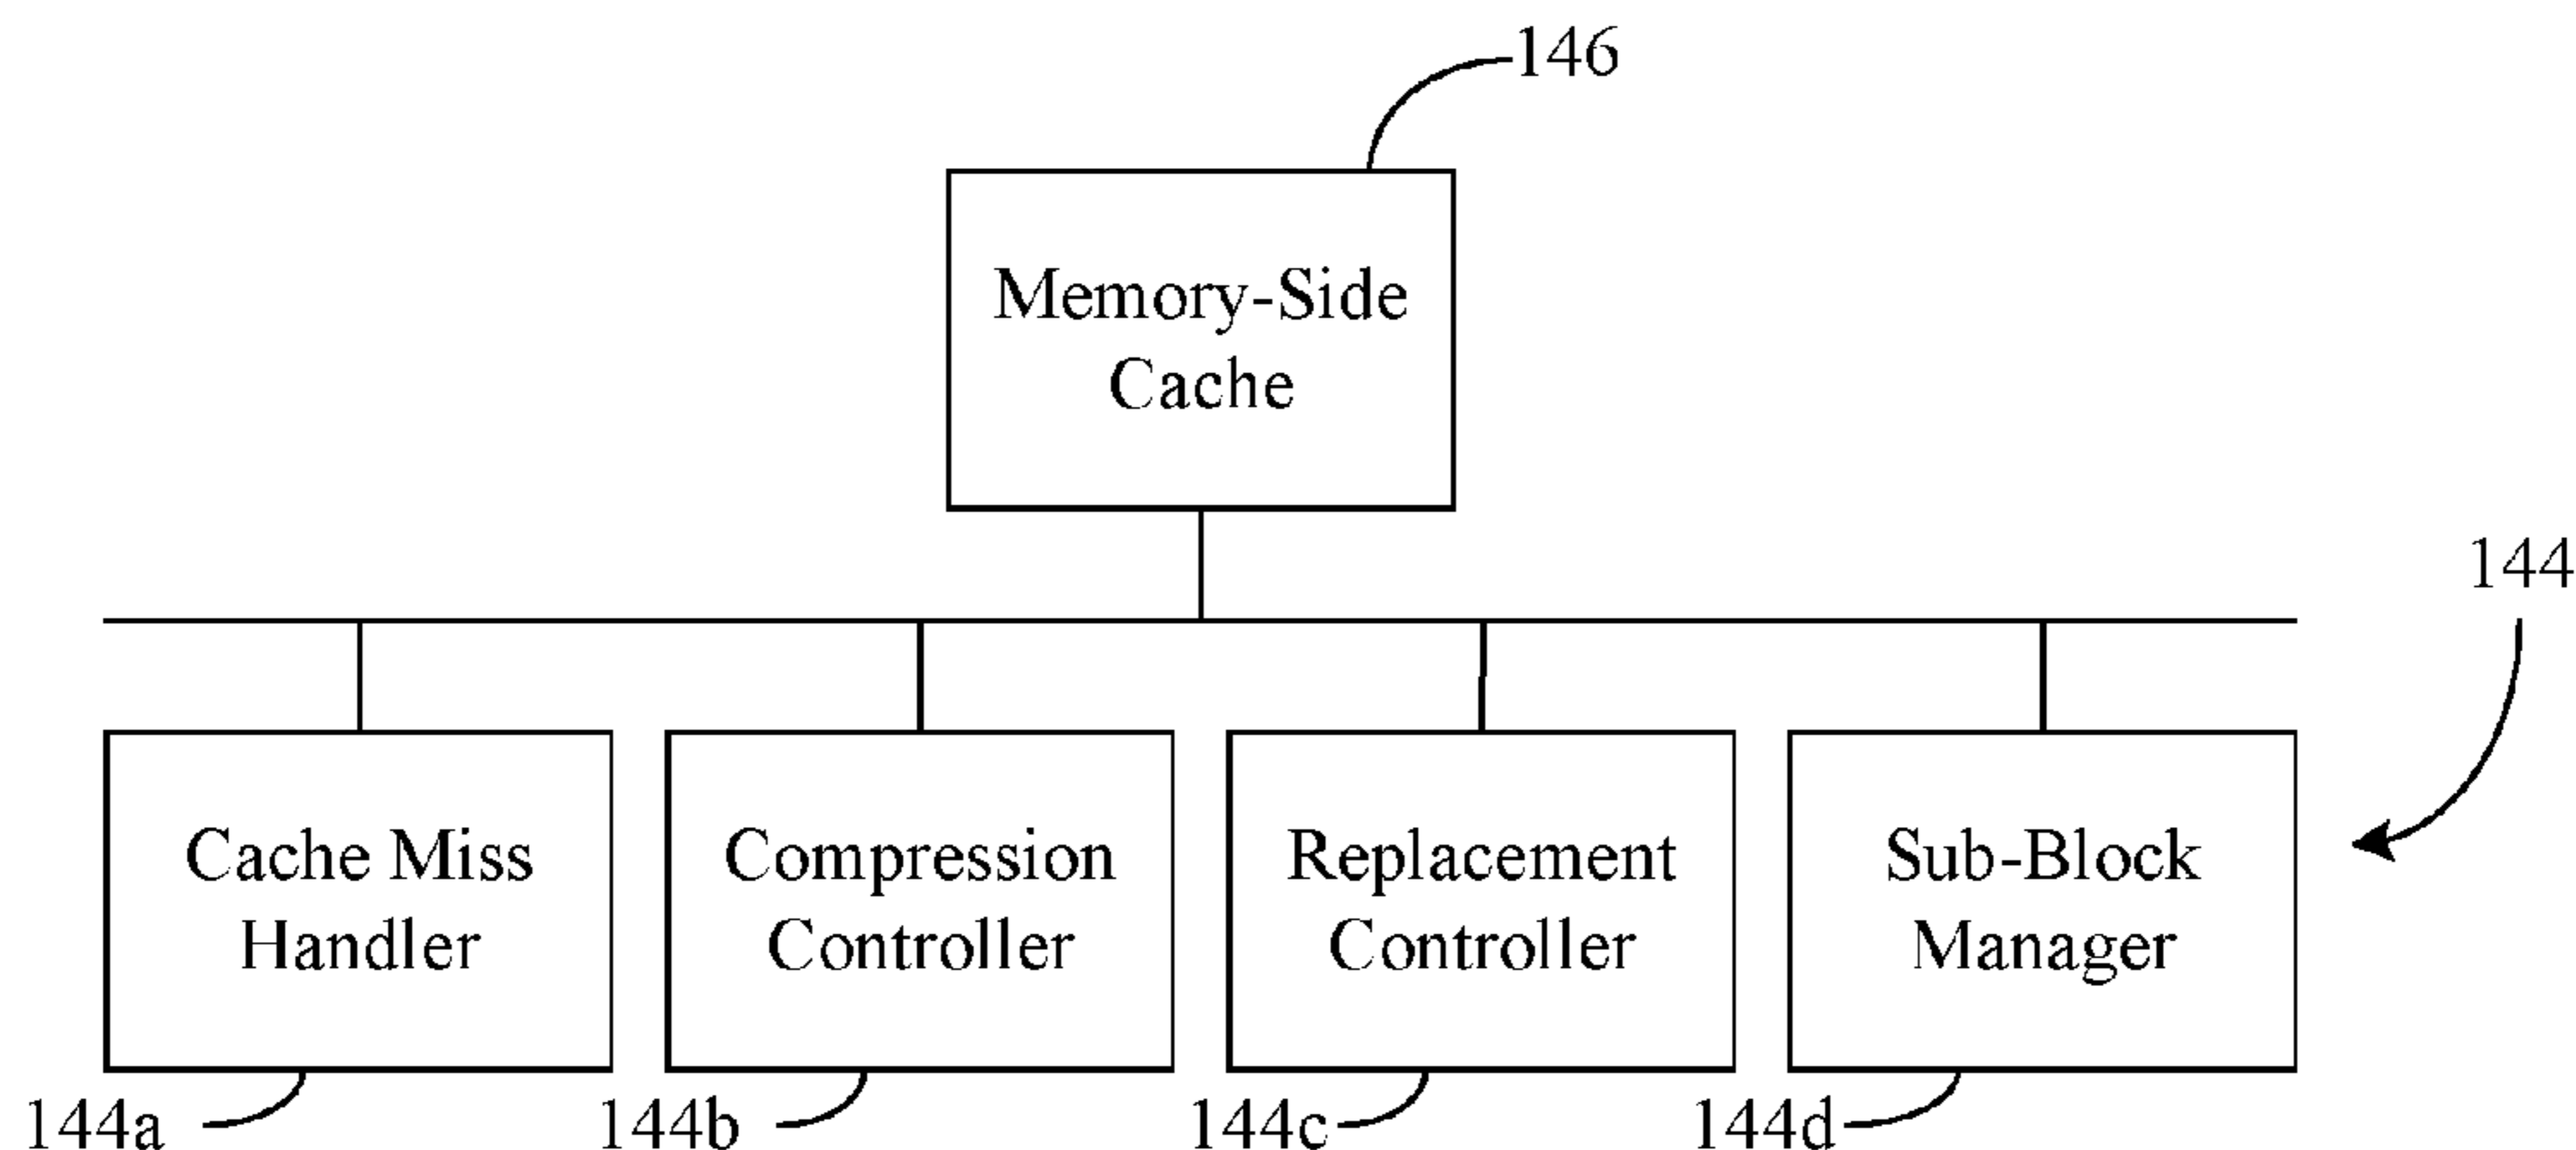 146
Memory-Side
Cache
144
Cache Miss
Handler
Compression
Controller
Replacement
Controller
Sub-Block
Manager
144a
144b
144c
144d